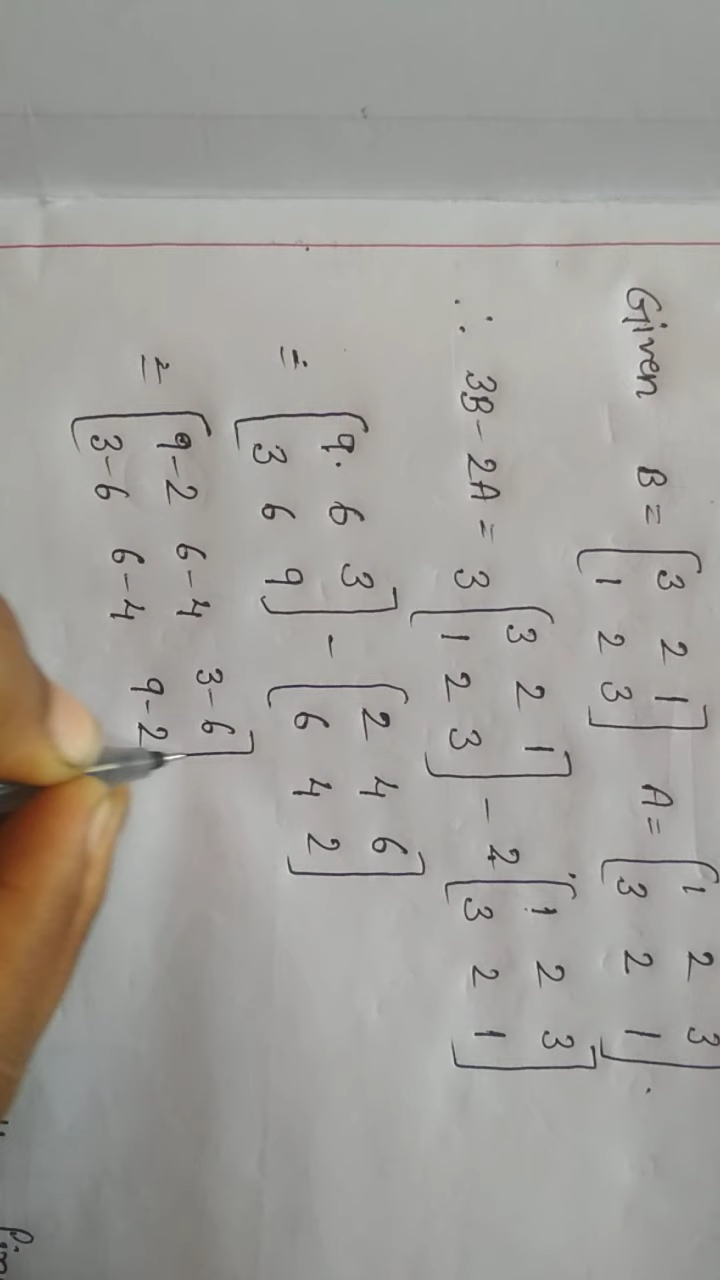 Given B = [3 2 1 A = [1 2 3
1 2 3] 3 2 1].
∴ 3B - 2A = 3 [3 2 1 - 2 [1 2 3
1 2 3] 3 2 1]
= [9. 6 3 - [2 4 6
3 6 9] 6 4 2]
= [9-2 6-4 3-6
3-6 6-4 9-2]